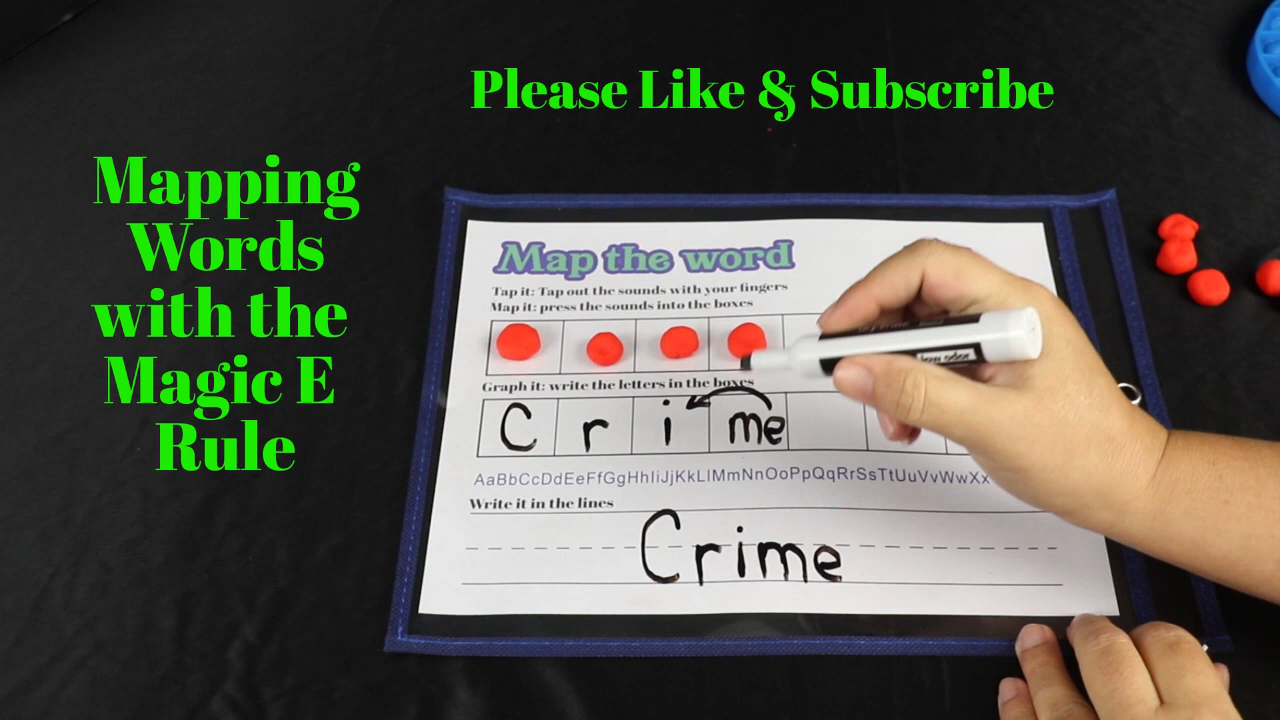 Please Like & Subscribe
Mapping
Words
with the
Magic E
Rule
Map the word
Tap it: Tap out the sounds with your fingers
Map it: press the sounds into the boxes
low odor
Graph it: write the letters in the boxes
C r i me
AaBbCcDdEeFfGgHhIiJjKkLlMmNnOoPpQqRrSsTtUuVvWwXx
Write it in the lines
Crime